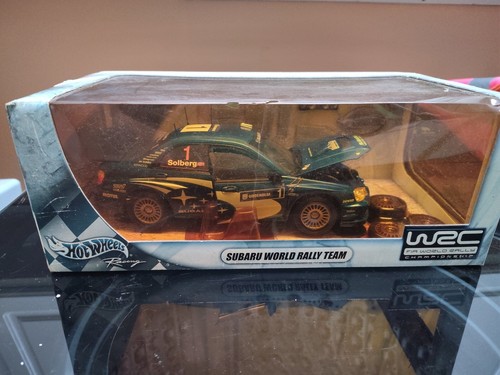 1
Solberg
HOT WHEELS
Racing
SUBARU WORLD RALLY TEAM
WRC
FIA WORLD RALLY
CHAMPIONSHIP